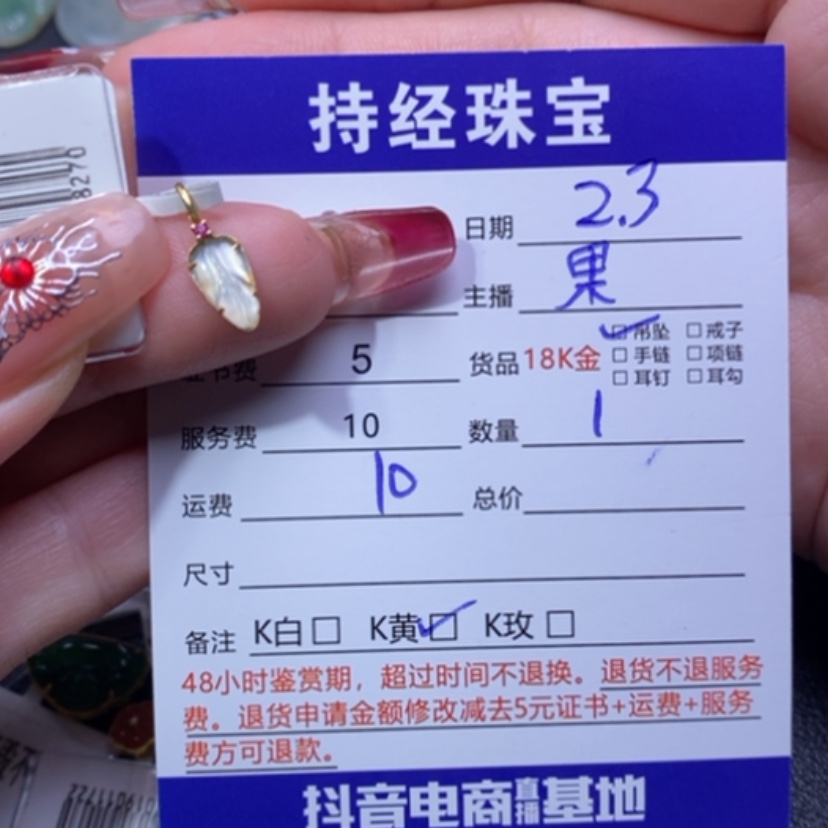 持经珠宝
日期 2.3
主播 果
证书费 5
货品 18K金 ☑吊坠 ☐戒子
☐手链 ☐项链
☐耳钉 ☐耳勾
服务费 10
数量 1
运费 10
总价
尺寸
备注 K白☐ K黄☑ K玫☐
48小时鉴赏期，超过时间不退换。退货不退服务
费。退货申请金额修改减去5元证书+运费+服务
费方可退款。
抖音电商直播基地
8270